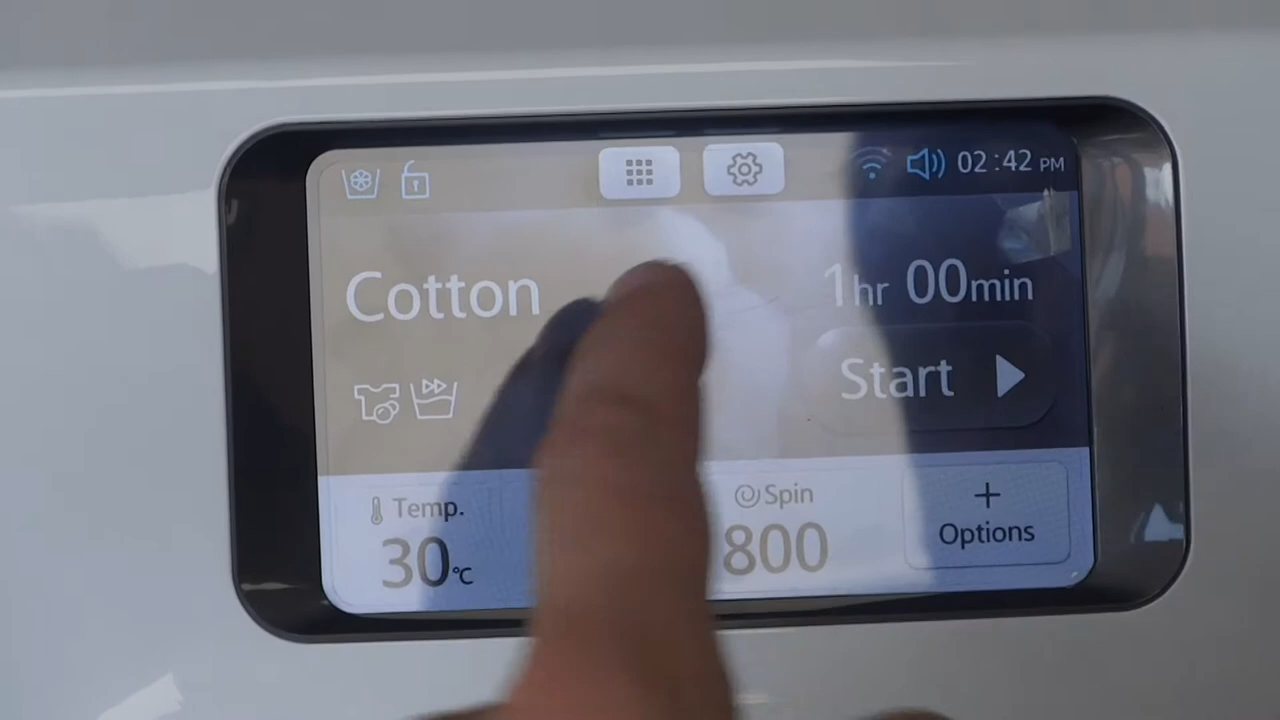 02:42 PM
Cotton
1hr 00min
Start
Temp.
Spin
+
Options
30°C
800